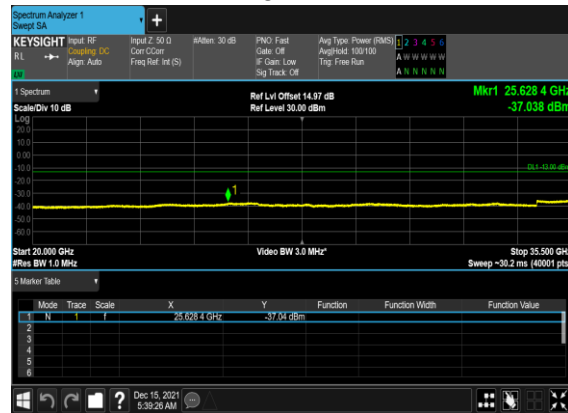 Spectrum Analyzer 1
Swept SA
+
KEYSIGHT Input: RF Input Z: 50 Ω #Atten: 30 dB PNO: Fast Avg Type: Power (RMS) 1 2 3 4 5 6
RL Coupling: DC Corr CCorr Gate: Off Avg|Hold: 100/100 A W W W W W
Align: Auto Freq Ref: Int (S) IF Gain: Low Trig: Free Run
LXI Sig Track: Off A N N N N N
1 Spectrum Ref Lvl Offset 14.97 dB Mkr1 25.628 4 GHz
Scale/Div 10 dB Ref Level 30.00 dBm -37.038 dBm
Log
20.0
10.0
0.00
-10.0 DL1 -13.00 dBm
-20.0
-30.0 1
-40.0
-50.0
-60.0
Start 20.000 GHz Video BW 3.0 MHz* Stop 35.500 GHz
#Res BW 1.0 MHz Sweep ~30.2 ms (40001 pts)
5 Marker Table
Mode Trace Scale X Y Function Function Width Function Value
1 N 1 f 25.628 4 GHz -37.04 dBm
2
3
4
5
6
? Dec 15, 2021
5:39:26 AM